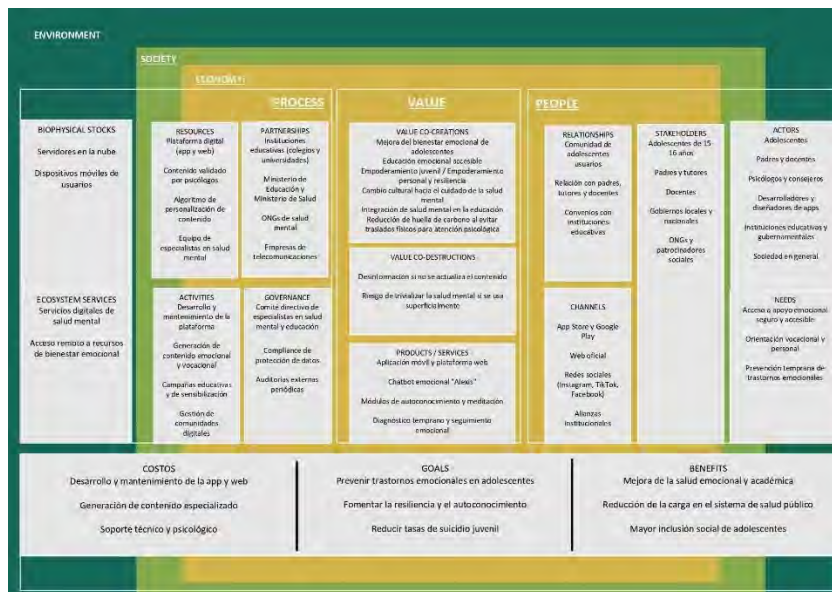 ENVIRONMENT
SOCIETY
ECONOMY
PROCESS
VALUE
PEOPLE
BIOPHYSICAL STOCKS
Servidores en la nube
Dispositivos móviles de
usuarios
ECOSYSTEM SERVICES
Servicios digitales de
salud mental
Acceso remoto a recursos
de bienestar emocional
RESOURCES
Plataforma digital
(app y web)
Contenido validado
por psicólogos
Algoritmo de
personalización de
contenido
Equipo de
especialistas en salud
mental
PARTNERSHIPS
Instituciones
educativas (colegios y
universidades)
Ministerio de
Educación y
Ministerio de Salud
ONGs de salud
mental
Empresas de
telecomunicaciones
ACTIVITIES
Desarrollo y
mantenimiento de la
plataforma
Generación de
contenido emocional
y vocacional
Campañas educativas
y de sensibilización
Gestión de
comunidades
digitales
GOVERNANCE
Comité directivo de
especialistas en salud
mental y educación
Compliance de
protección de datos
Auditorías externas
periódicas
VALUE CO-CREATIONS
Mejora del bienestar emocional de
adolescentes
Educación emocional accesible
Empoderamiento juvenil / Empoderamiento
personal y resiliencia
Cambio cultural hacia el cuidado de la salud
mental
Integración de salud mental en la educación
Reducción de huella de carbono al evitar
traslados físicos para atención psicológica
VALUE CO-DESTRUCTIONS
Desinformación si no se actualiza el contenido
Riesgo de trivializar la salud mental si se usa
superficialmente
PRODUCTS / SERVICES
Aplicación móvil y plataforma web
Chatbot emocional "Alexis"
Módulos de autoconocimiento y meditación
Diagnóstico temprano y seguimiento
emocional
RELATIONSHIPS
Comunidad de
adolescentes
usuarios
Relación con padres,
tutores y docentes
Convenios con
instituciones
educativas
CHANNELS
App Store y Google
Play
Web oficial
Redes sociales
(Instagram, TikTok,
Facebook)
Alianzas
institucionales
STAKEHOLDERS
Adolescentes de 15-
16 años
Padres y tutores
Docentes
Gobiernos locales y
nacionales
ONGs y
patrocinadores
sociales
ACTORS
Adolescentes
Padres y docentes
Psicólogos y consejeros
Desarrolladores y
diseñadores de apps
Instituciones educativas y
gubernamentales
Sociedad en general
NEEDS
Acceso a apoyo emocional
seguro y accesible
Orientación vocacional y
personal
Prevención temprana de
trastornos emocionales
COSTOS
Desarrollo y mantenimiento de la app y web
Generación de contenido especializado
Soporte técnico y psicológico
GOALS
Prevenir trastornos emocionales en adolescentes
Fomentar la resiliencia y el autoconocimiento
Reducir tasas de suicidio juvenil
BENEFITS
Mejora de la salud emocional y académica
Reducción de la carga en el sistema de salud público
Mayor inclusión social de adolescentes